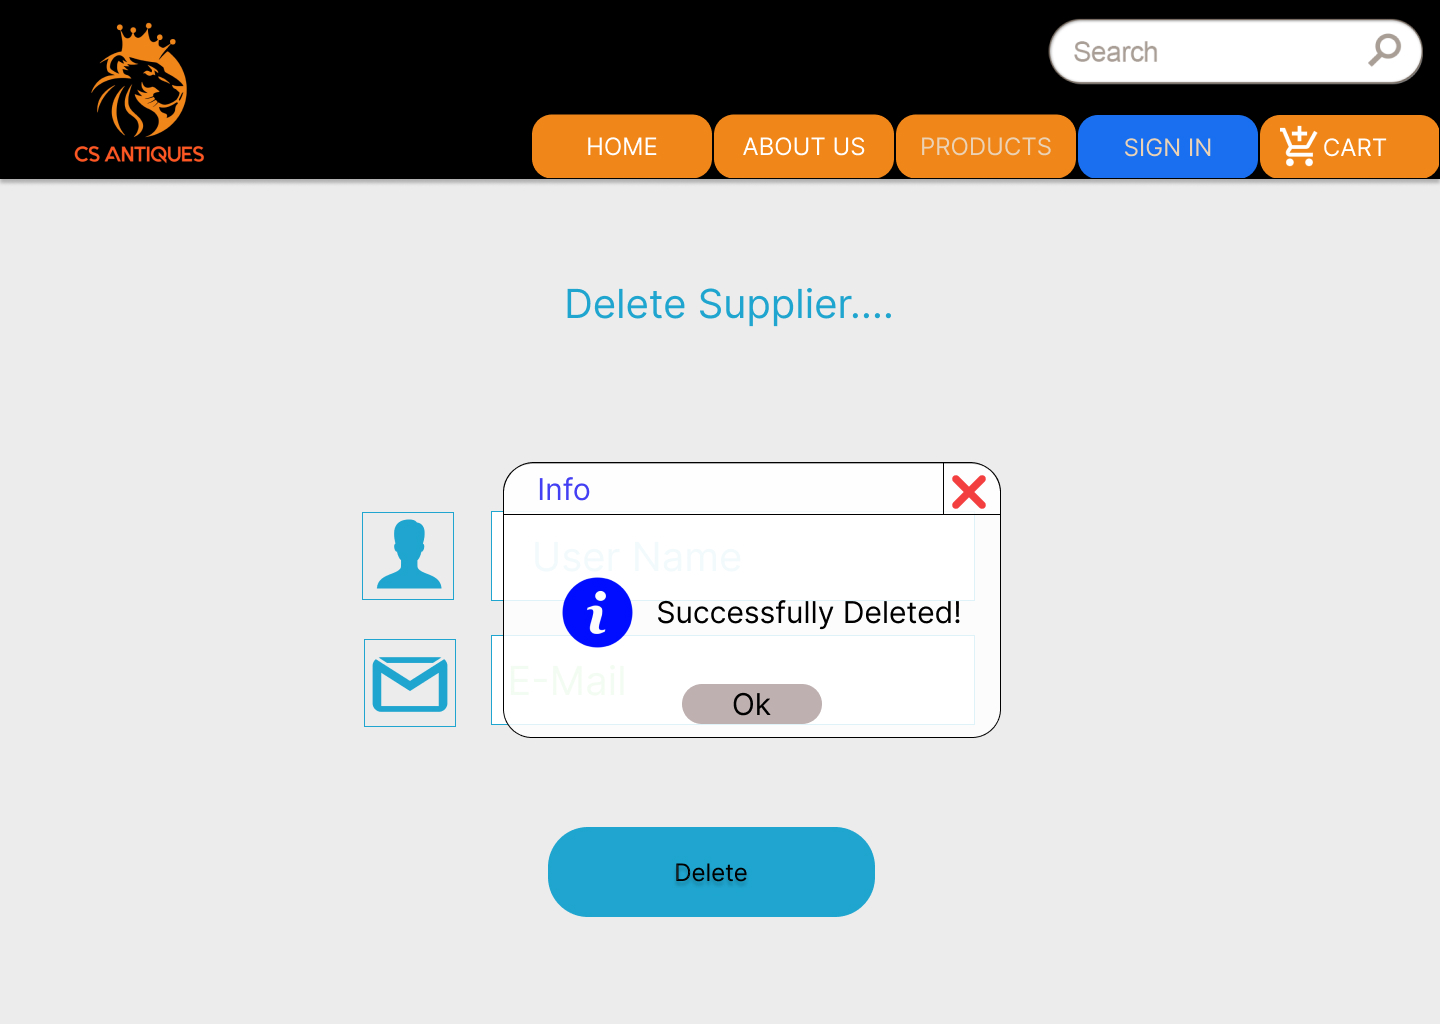 CS ANTIQUES
Search
HOME
ABOUT US
PRODUCTS
SIGN IN
CART
Delete Supplier....
Info
User Name
Successfully Deleted!
E-Mail
Ok
Delete